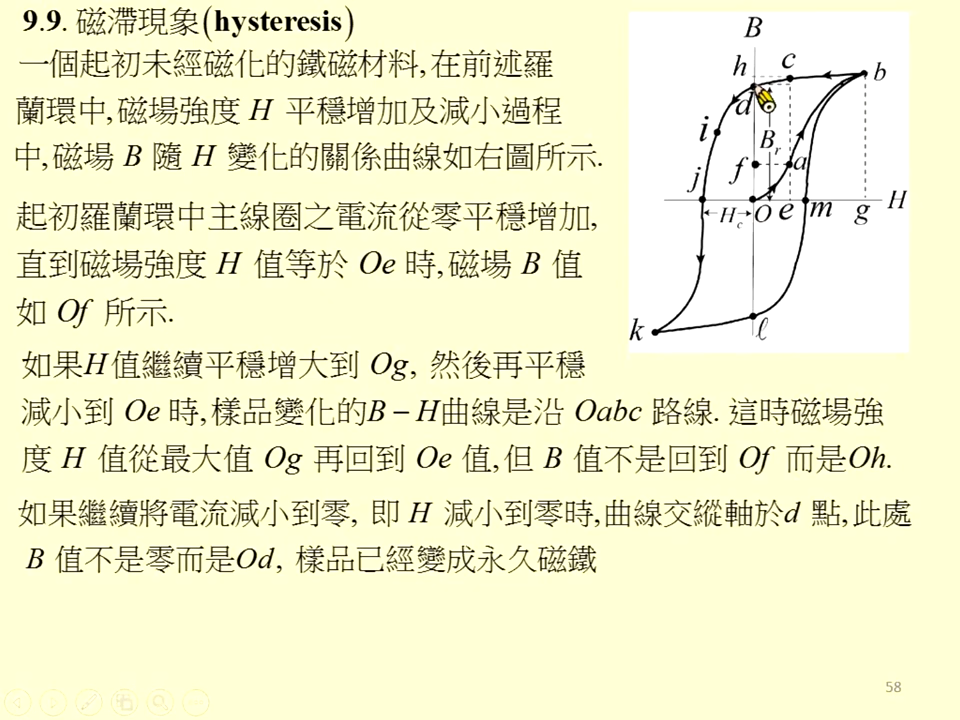 9.9. 磁滯現象(hysteresis)
一個起初未經磁化的鐵磁材料,在前述羅
蘭環中,磁場強度 H 平穩增加及減小過程
中,磁場 B 隨 H 變化的關係曲線如右圖所示.
起初羅蘭環中主線圈之電流從零平穩增加,
直到磁場強度 H 值等於 Oe 時,磁場 B 值
如 Of 所示.
如果H值繼續平穩增大到 Og, 然後再平穩
減小到 Oe 時,樣品變化的B－H曲線是沿 Oabc 路線. 這時磁場強
度 H 值從最大值 Og 再回到 Oe 值,但 B 值不是回到 Of 而是Oh.
如果繼續將電流減小到零, 即 H 減小到零時,曲線交縱軸於d 點,此處
B 值不是零而是Od, 樣品已經變成永久磁鐵
B
h c b
d
i B_r
j f a
H_c O e m g H
k ℓ
58